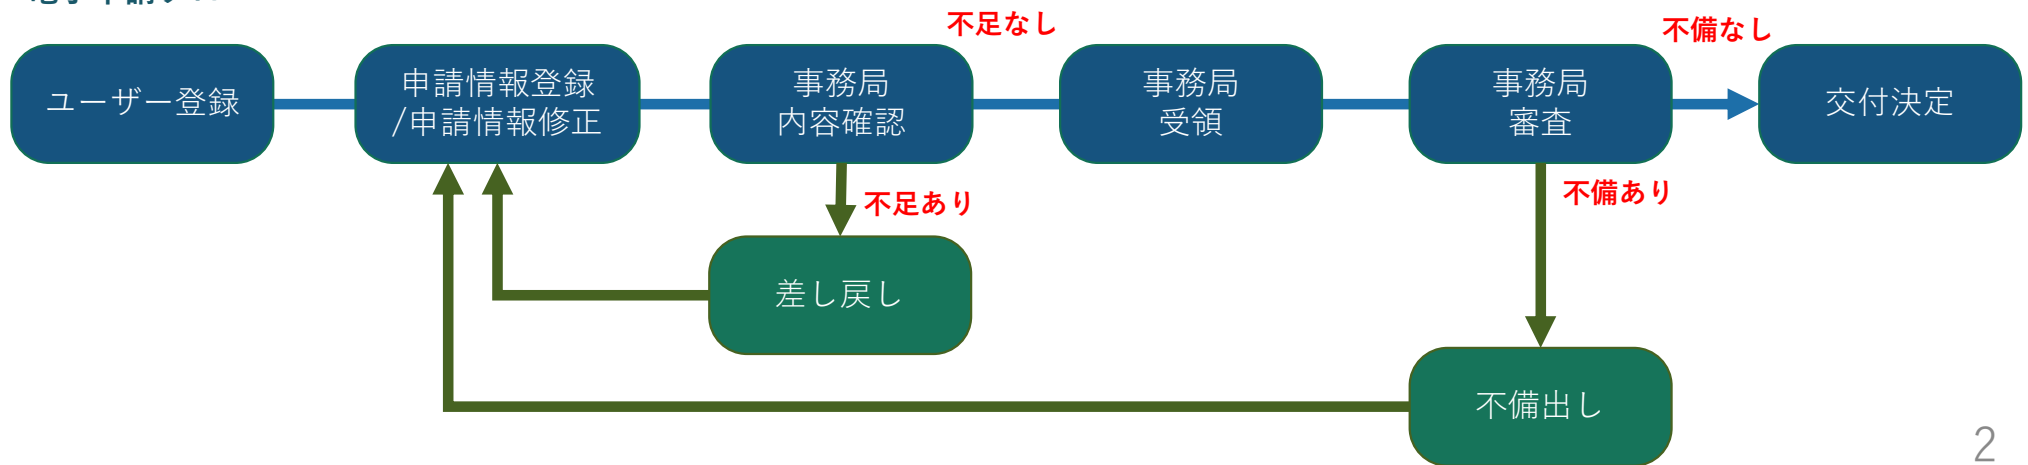 不足なし
不備なし
ユーザー登録
申請情報登録
/申請情報修正
事務局
内容確認
事務局
受領
事務局
審査
交付決定
不足あり
不備あり
差し戻し
不備出し
2